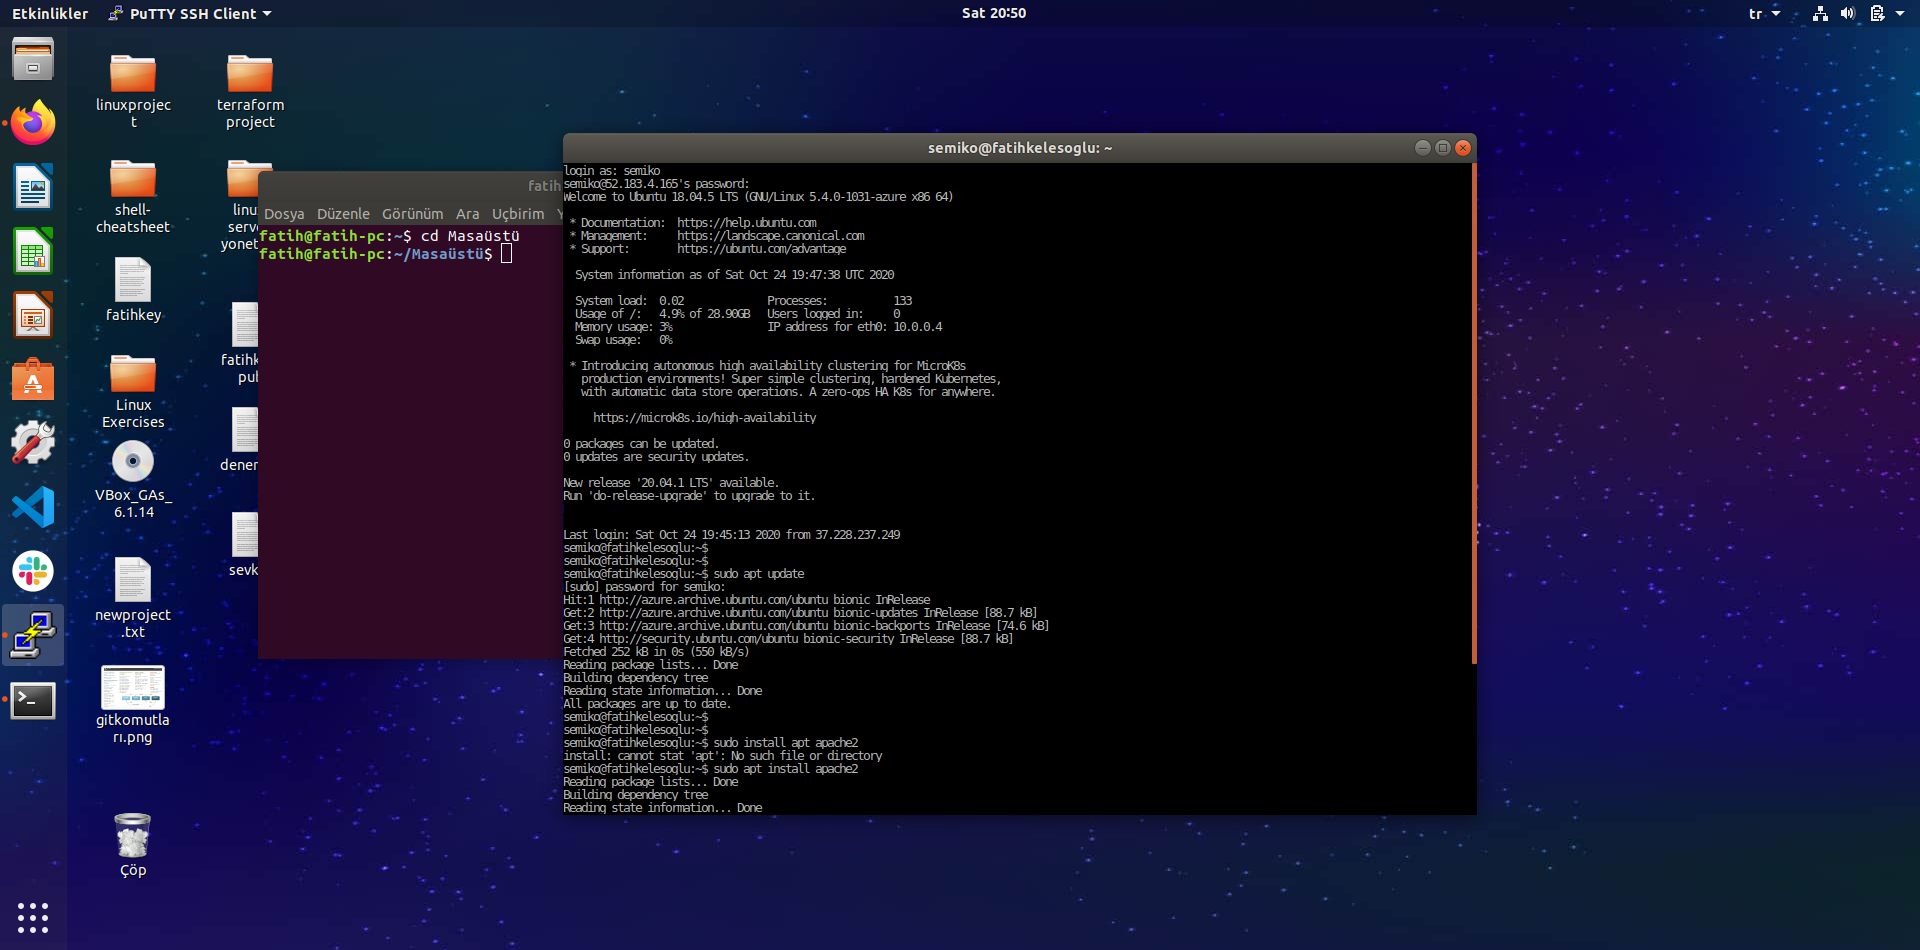 Etkinlikler
PuTTY SSH Client
Sat 20:50
tr
linuxprojec
t
terraform
project
shell-
cheatsheet
linu
serve
yonet
fatihkey
fatihk
pub
Linux
Exercises
dener
VBox_GAs_
6.1.14
sevk
newproject
.txt
gitkomutla
rı.png
Çöp
fatih
Dosya Düzenle Görünüm Ara Uçbirim Y
fatih@fatih-pc:~$ cd Masaüstü
fatih@fatih-pc:~/Masaüstü$
semiko@fatihkelesoglu: ~
login as: semiko
semiko@52.183.4.165's password:
Welcome to Ubuntu 18.04.5 LTS (GNU/Linux 5.4.0-1031-azure x86_64)
* Documentation: https://help.ubuntu.com
* Management: https://landscape.canonical.com
* Support: https://ubuntu.com/advantage
System information as of Sat Oct 24 19:47:38 UTC 2020
System load: 0.02 Processes: 133
Usage of /: 4.9% of 28.90GB Users logged in: 0
Memory usage: 3% IP address for eth0: 10.0.0.4
Swap usage: 0%
* Introducing autonomous high availability clustering for MicroK8s
production environments! Super simple clustering, hardened Kubernetes,
with automatic data store operations. A zero-ops HA K8s for anywhere.
https://microk8s.io/high-availability
0 packages can be updated.
0 updates are security updates.
New release '20.04.1 LTS' available.
Run 'do-release-upgrade' to upgrade to it.
Last login: Sat Oct 24 19:45:13 2020 from 37.228.237.249
semiko@fatihkelesoglu:~$
semiko@fatihkelesoglu:~$
semiko@fatihkelesoglu:~$ sudo apt update
[sudo] password for semiko:
Hit:1 http://azure.archive.ubuntu.com/ubuntu bionic InRelease
Get:2 http://azure.archive.ubuntu.com/ubuntu bionic-updates InRelease [88.7 kB]
Get:3 http://azure.archive.ubuntu.com/ubuntu bionic-backports InRelease [74.6 kB]
Get:4 http://security.ubuntu.com/ubuntu bionic-security InRelease [88.7 kB]
Fetched 252 kB in 0s (550 kB/s)
Reading package lists... Done
Building dependency tree
Reading state information... Done
All packages are up to date.
semiko@fatihkelesoglu:~$
semiko@fatihkelesoglu:~$
semiko@fatihkelesoglu:~$ sudo install apt apache2
install: cannot stat 'apt': No such file or directory
semiko@fatihkelesoglu:~$ sudo apt install apache2
Reading package lists... Done
Building dependency tree
Reading state information... Done